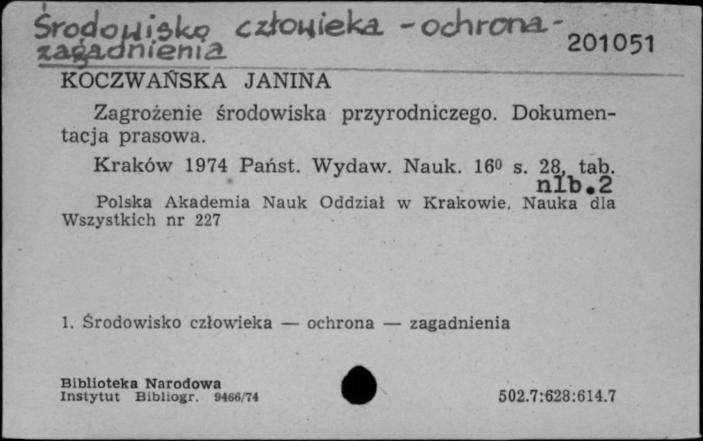 Środowisko człowieka - ochrona -
zagadnienia
201051
KOCZWAŃSKA JANINA
Zagrożenie środowiska przyrodniczego. Dokumen-
tacja prasowa.
Kraków 1974 Państ. Wydaw. Nauk. 16⁰ s. 28, tab.
nlb.2
Polska Akademia Nauk Oddział w Krakowie. Nauka dla
Wszystkich nr 227
1. Środowisko człowieka — ochrona — zagadnienia
Biblioteka Narodowa
Instytut Bibliogr. 9466/74
502.7:628:614.7